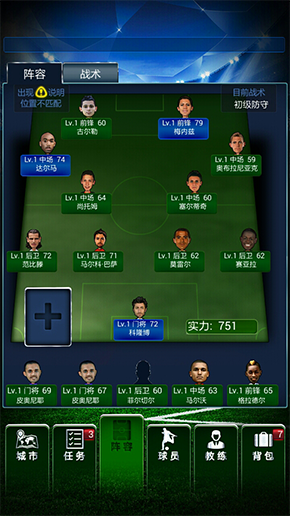 阵容
战术
出现 说明
位置不匹配
目前战术
初级防守
Lv.1 前锋 60
古尔勒
Lv.1 前锋 79
梅内兹
Lv.1 中场 74
达尔马
Lv.1 中场 59
奥布拉尼亚克
Lv.1 中场 64
尚托姆
Lv.1 中场 60
塞尔蒂奇
Lv.1 后卫 72
范比滕
Lv.1 后卫 71
马尔科·巴萨
Lv.1 后卫 62
莫雷尔
Lv.1 后卫 62
赛亚拉
Lv.1 门将 72
科隆博
实力: 751
Lv.1 门将 69
皮奥尼耶
Lv.1 门将 67
皮奥尼耶
Lv.1 后卫 60
菲尔切尔
Lv.1 中场 63
马尔沃
Lv.1 前锋 65
格拉德尔
3
7
城市
任务
阵容
球员
教练
背包